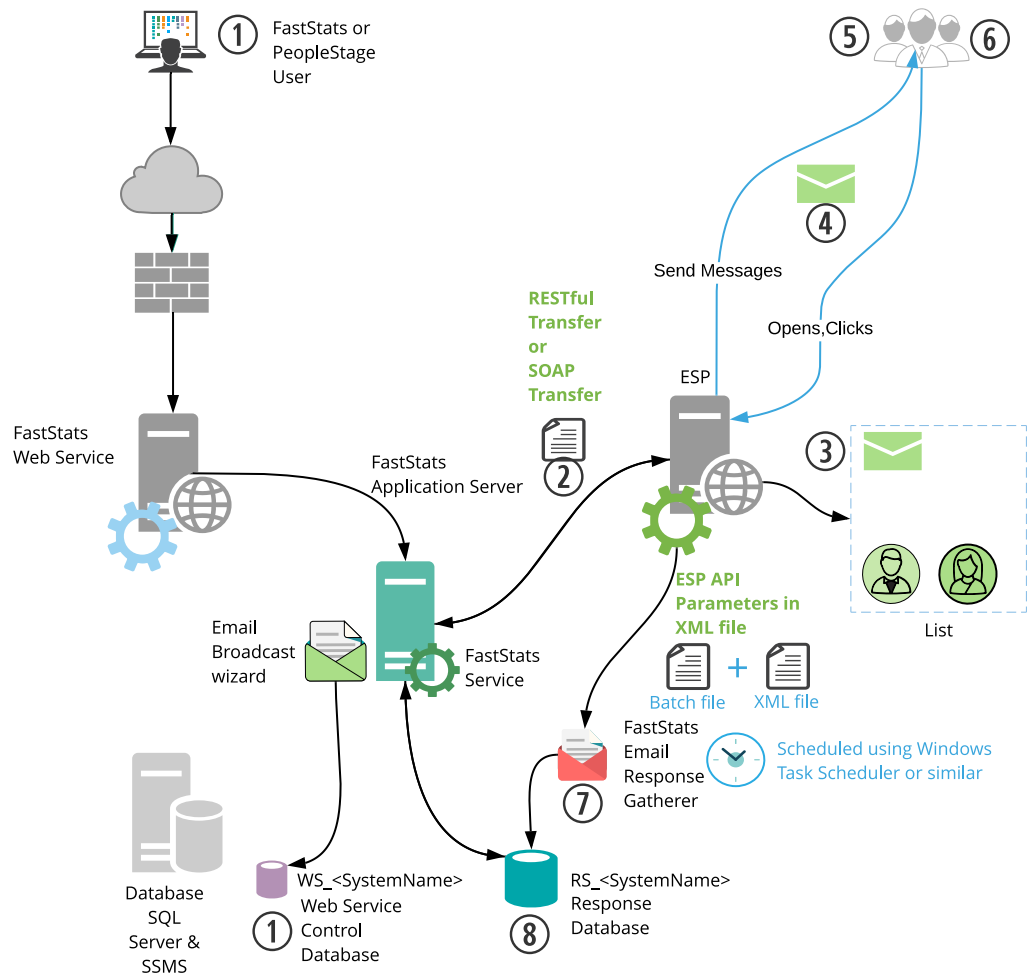 1
FastStats or
PeopleStage
User
5
6
4
Send Messages
RESTful
Transfer
or
SOAP
Transfer
Opens,Clicks
ESP
FastStats
Web Service
FastStats
Application Server
2
3
ESP API
Parameters in
XML file
List
Email
Broadcast
wizard
FastStats
Service
Batch file
+
XML file
FastStats
Email
Response
Gatherer
7
Scheduled using Windows
Task Scheduler or similar
Database
SQL
Server &
SSMS
WS_<SystemName>
Web Service
Control
Database
1
RS_<SystemName>
Response
Database
8